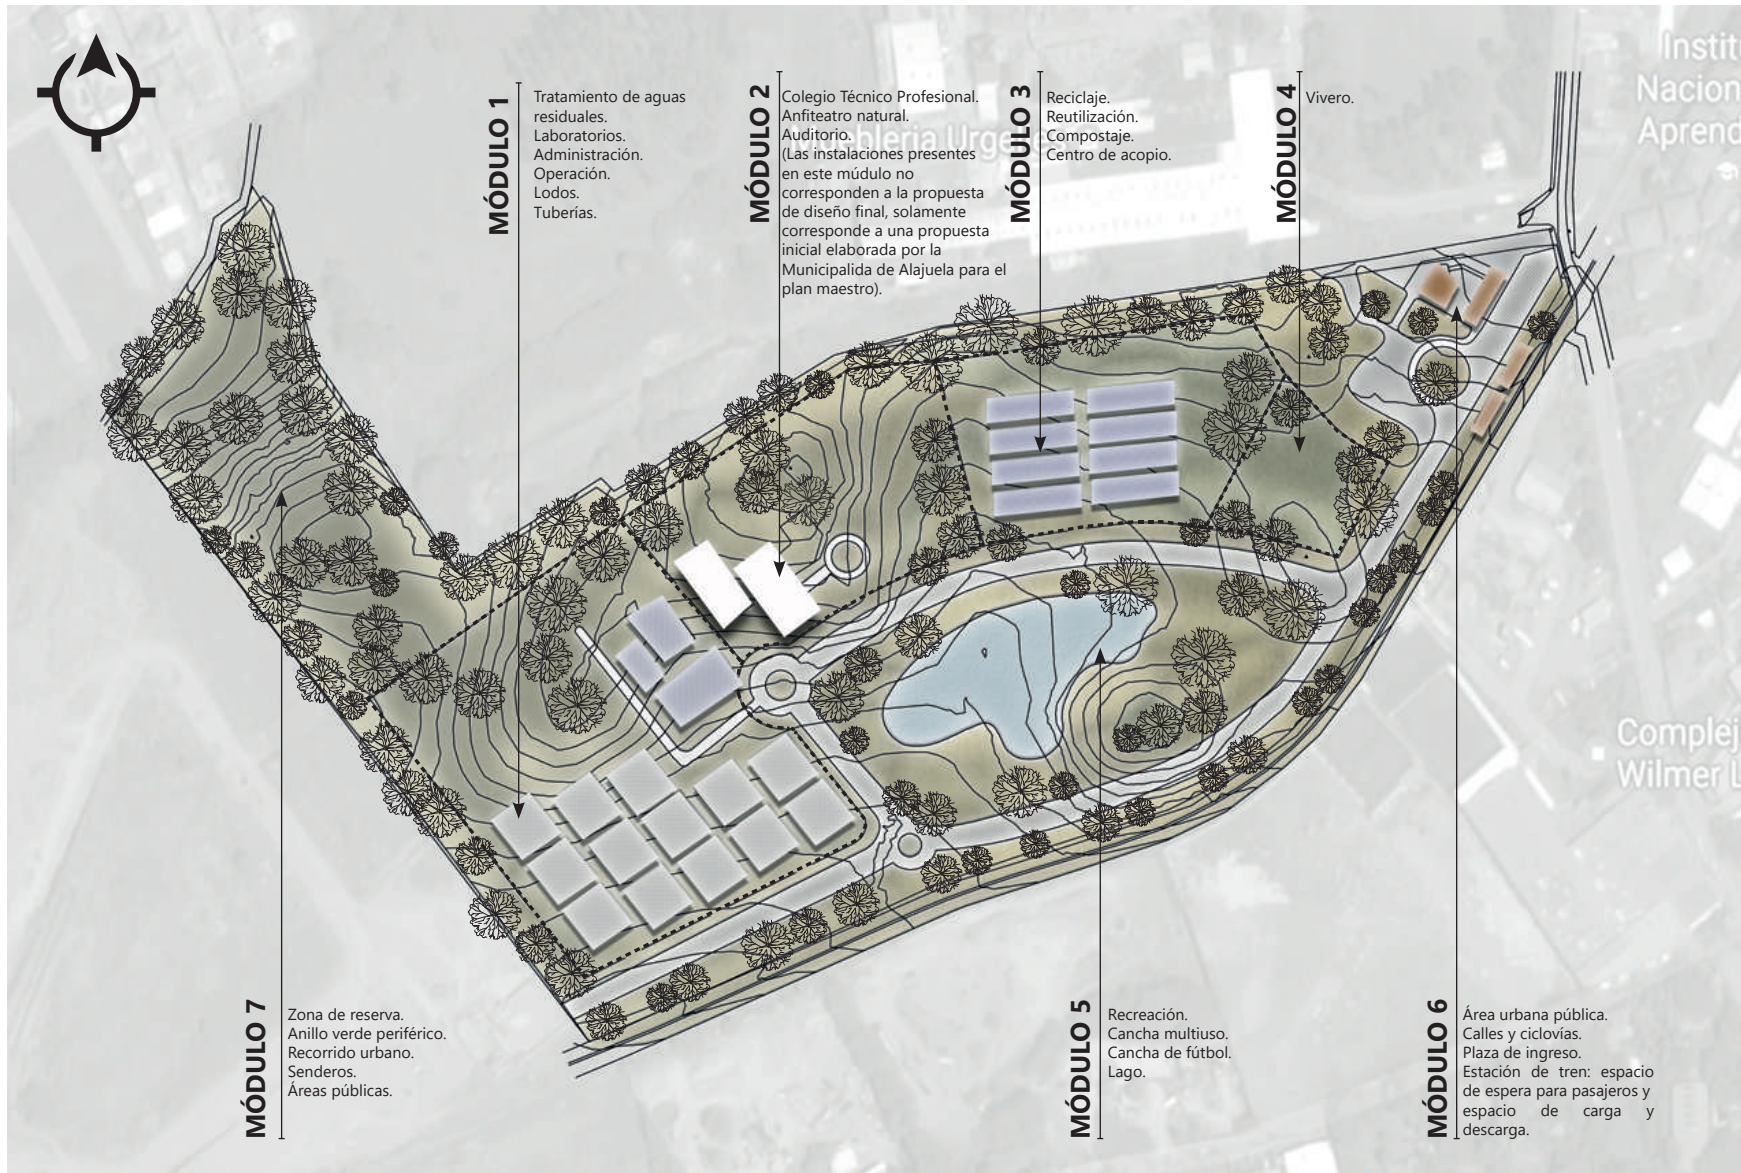 MÓDULO 1
Tratamiento de aguas
residuales.
Laboratorios.
Administración.
Operación.
Lodos.
Tuberías.
MÓDULO 2
Colegio Técnico Profesional.
Anfiteatro natural.
Auditorio.
(Las instalaciones presentes
en este múdulo no
corresponden a la propuesta
de diseño final, solamente
corresponde a una propuesta
inicial elaborada por la
Municipalida de Alajuela para el
plan maestro).
MÓDULO 3
Reciclaje.
Reutilización.
Compostaje.
Centro de acopio.
MÓDULO 4
Vivero.
Institu
Nacion
Aprend
Complej
Wilmer L
MÓDULO 7
Zona de reserva.
Anillo verde periférico.
Recorrido urbano.
Senderos.
Áreas públicas.
MÓDULO 5
Recreación.
Cancha multiuso.
Cancha de fútbol.
Lago.
MÓDULO 6
Área urbana pública.
Calles y ciclovías.
Plaza de ingreso.
Estación de tren: espacio
de espera para pasajeros y
espacio de carga y
descarga.